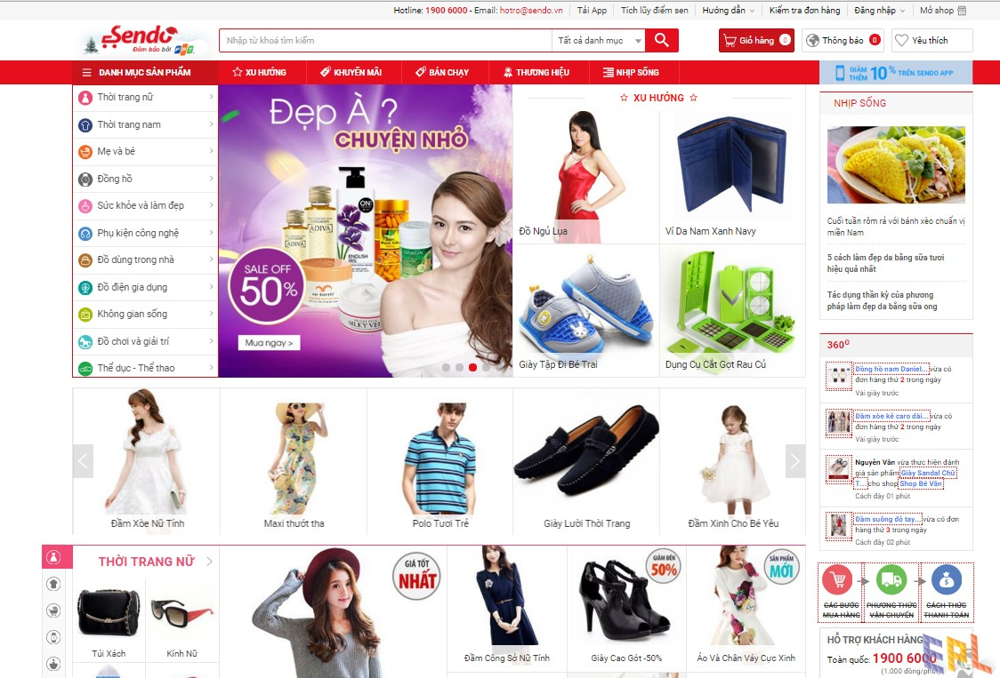 Hotline: 1900 6000 - Email: hotro@sendo.vn
Tải App
Tích lũy điểm sen
Hướng dẫn
Kiểm tra đơn hàng
Đăng nhập
Mở shop
Sendo
Đảm bảo bởi FPT
Nhập từ khoá tìm kiếm
Tất cả danh mục
Giỏ hàng 0
Thông báo 0
Yêu thích
DANH MỤC SẢN PHẨM
XU HƯỚNG
KHUYẾN MÃI
BÁN CHẠY
THƯƠNG HIỆU
NHỊP SỐNG
GIẢM THÊM 10% TRÊN SENDO APP
Thời trang nữ
Thời trang nam
Mẹ và bé
Đồng hồ
Sức khỏe và làm đẹp
Phụ kiện công nghệ
Đồ dùng trong nhà
Đồ điện gia dụng
Không gian sống
Đồ chơi và giải trí
Thể dục - Thể thao
Đẹp À ?
CHUYỆN NHỎ
ADIVA
ADIVA
ENGLISH
SALE OFF
50%
Mua ngay >
XU HƯỚNG
Đồ Ngủ Lụa
Ví Da Nam Xanh Navy
Giày Tập Đi Bé Trai
Dụng Cụ Cắt Gọt Rau Củ
NHỊP SỐNG
Cuối tuần rôm rả với bánh xèo chuẩn vị
miền Nam
5 cách làm đẹp da bằng sữa tươi
hiệu quả nhất
Tác dụng thần kỳ của phương
pháp làm đẹp da bằng sữa ong
360⁰
Đồng hồ nam Daniel... vừa có
đơn hàng thứ 2 trong ngày
Vài giây trước
Đầm xòe kẻ caro dài... vừa có
đơn hàng thứ 2 trong ngày
Vài giây trước
Nguyễn Vân vừa thực hiện đánh
giá sản phẩm Giày Sandal Chữ
T... cho shop Shop Bé Vân
Cách đây 01 phút
Đầm suông đỏ tay... vừa có đơn
hàng thứ 3 trong ngày
Cách đây 02 phút
Đầm Xòe Nữ Tính
Maxi thướt tha
Polo Tươi Trẻ
Giày Lười Thời Trang
Đầm Xinh Cho Bé Yêu
THỜI TRANG NỮ
Túi Xách
Kính Nữ
GIÁ TỐT
NHẤT
Đầm Công Sở Nữ Tính
GIẢM ĐẾN
50%
Giày Cao Gót -50%
SẢN PHẨM
MỚI
Áo Và Chân Váy Cực Xinh
CÁC BƯỚC
MUA HÀNG
PHƯƠNG THỨC
VẬN CHUYỂN
CÁCH THỨC
THANH TOÁN
HỖ TRỢ KHÁCH HÀNG
Toàn quốc: 1900 6000
(1.000 đồng/phút)